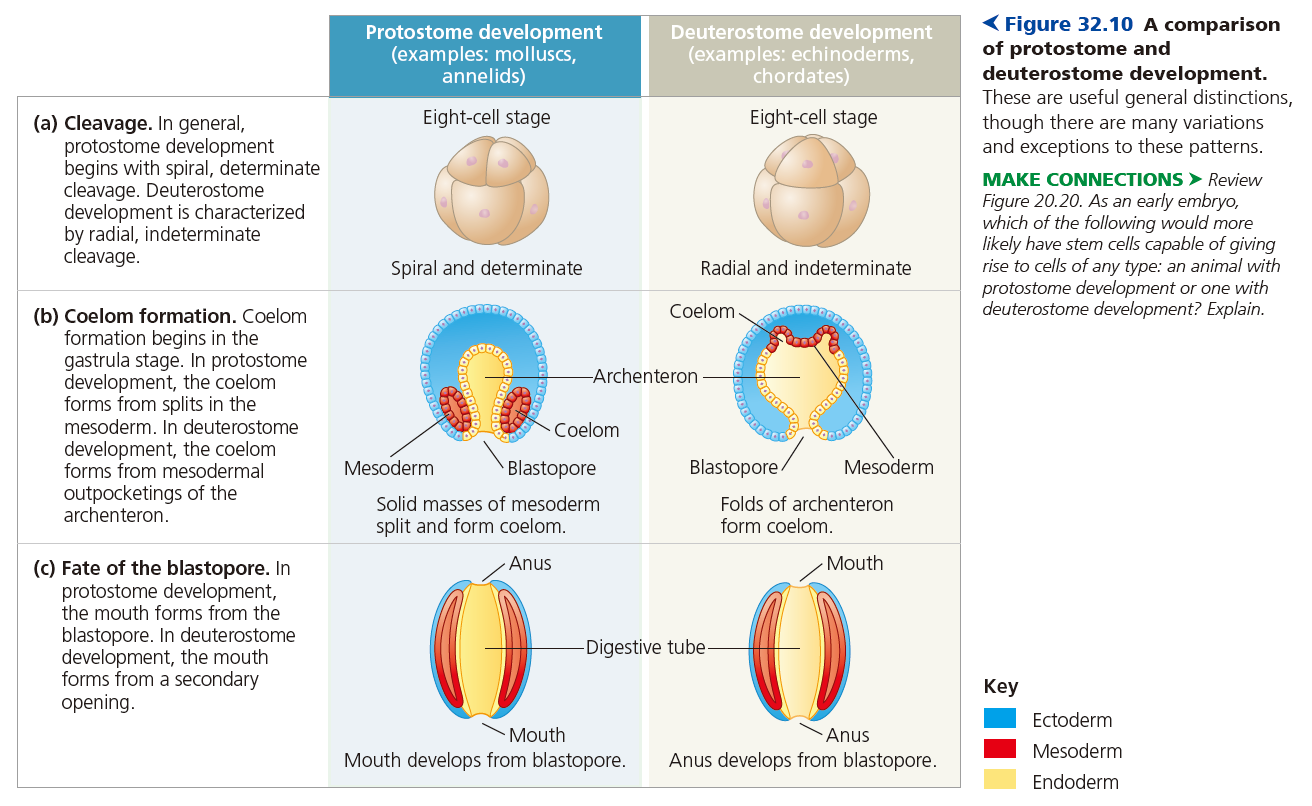 Protostome development
(examples: molluscs,
annelids)
Deuterostome development
(examples: echinoderms,
chordates)
(a) Cleavage. In general,
protostome development
begins with spiral, determinate
cleavage. Deuterostome
development is characterized
by radial, indeterminate
cleavage.
Eight-cell stage
Spiral and determinate
Eight-cell stage
Radial and indeterminate
(b) Coelom formation. Coelom
formation begins in the
gastrula stage. In protostome
development, the coelom
forms from splits in the
mesoderm. In deuterostome
development, the coelom
forms from mesodermal
outpocketings of the
archenteron.
Archenteron
Coelom
Mesoderm
Blastopore
Solid masses of mesoderm
split and form coelom.
Coelom
Blastopore
Mesoderm
Folds of archenteron
form coelom.
(c) Fate of the blastopore. In
protostome development,
the mouth forms from the
blastopore. In deuterostome
development, the mouth
forms from a secondary
opening.
Anus
Digestive tube
Mouth
Mouth develops from blastopore.
Mouth
Anus
Anus develops from blastopore.
Figure 32.10 A comparison
of protostome and
deuterostome development.
These are useful general distinctions,
though there are many variations
and exceptions to these patterns.
MAKE CONNECTIONS ➤ Review
Figure 20.20. As an early embryo,
which of the following would more
likely have stem cells capable of giving
rise to cells of any type: an animal with
protostome development or one with
deuterostome development? Explain.
Key
Ectoderm
Mesoderm
Endoderm